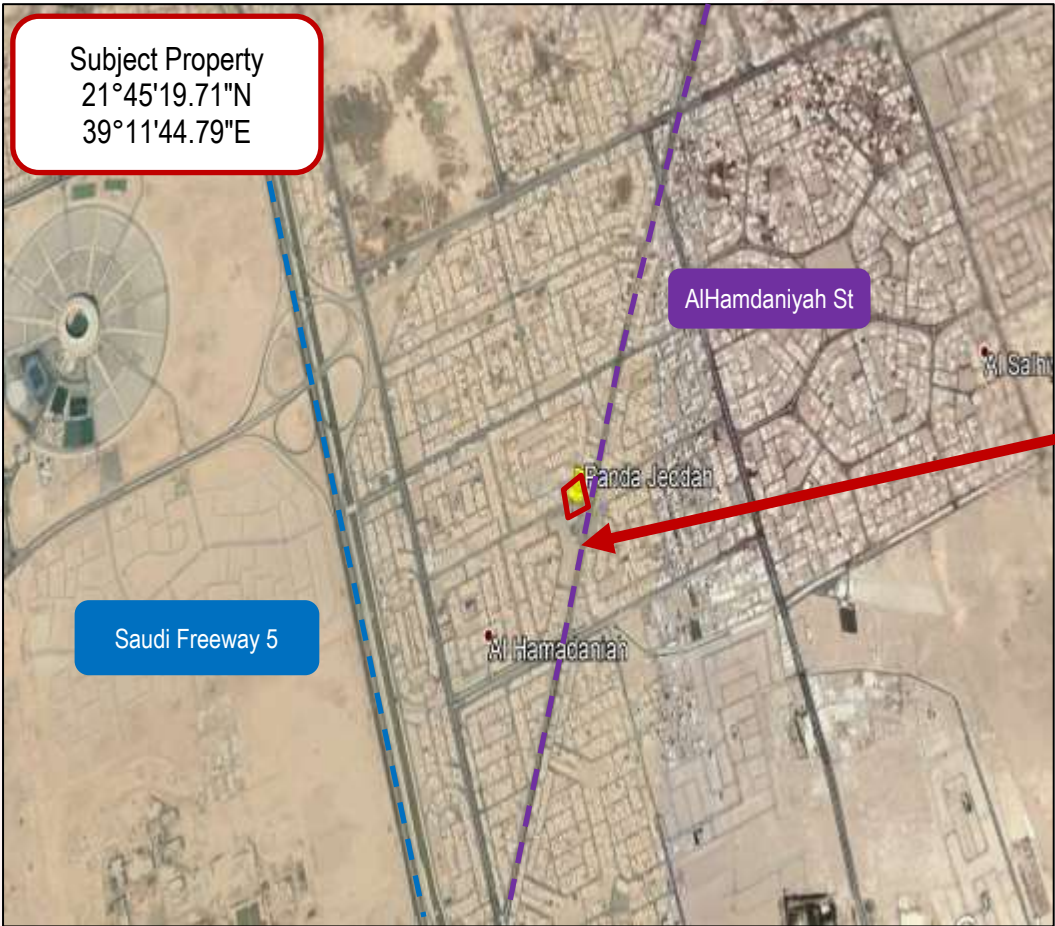 Subject Property
21°45'19.71"N
39°11'44.79"E
AlHamdaniyah St
Panda Jeddah
Saudi Freeway 5
Al Hamadaniah